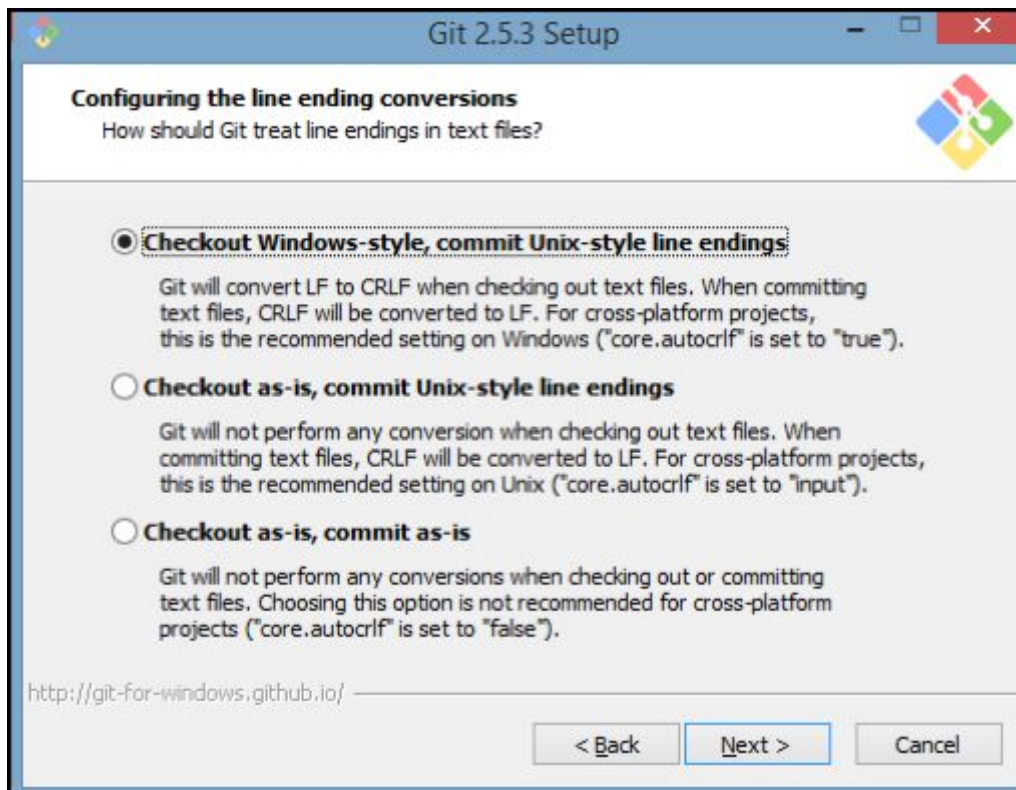 Git 2.5.3 Setup
Configuring the line ending conversions
How should Git treat line endings in text files?
Checkout Windows-style, commit Unix-style line endings
Git will convert LF to CRLF when checking out text files. When committing
text files, CRLF will be converted to LF. For cross-platform projects,
this is the recommended setting on Windows ("core.autocrlf" is set to "true").
Checkout as-is, commit Unix-style line endings
Git will not perform any conversion when checking out text files. When
committing text files, CRLF will be converted to LF. For cross-platform projects,
this is the recommended setting on Unix ("core.autocrlf" is set to "input").
Checkout as-is, commit as-is
Git will not perform any conversions when checking out or committing
text files. Choosing this option is not recommended for cross-platform
projects ("core.autocrlf" is set to "false").
http://git-for-windows.github.io/
< Back Next > Cancel